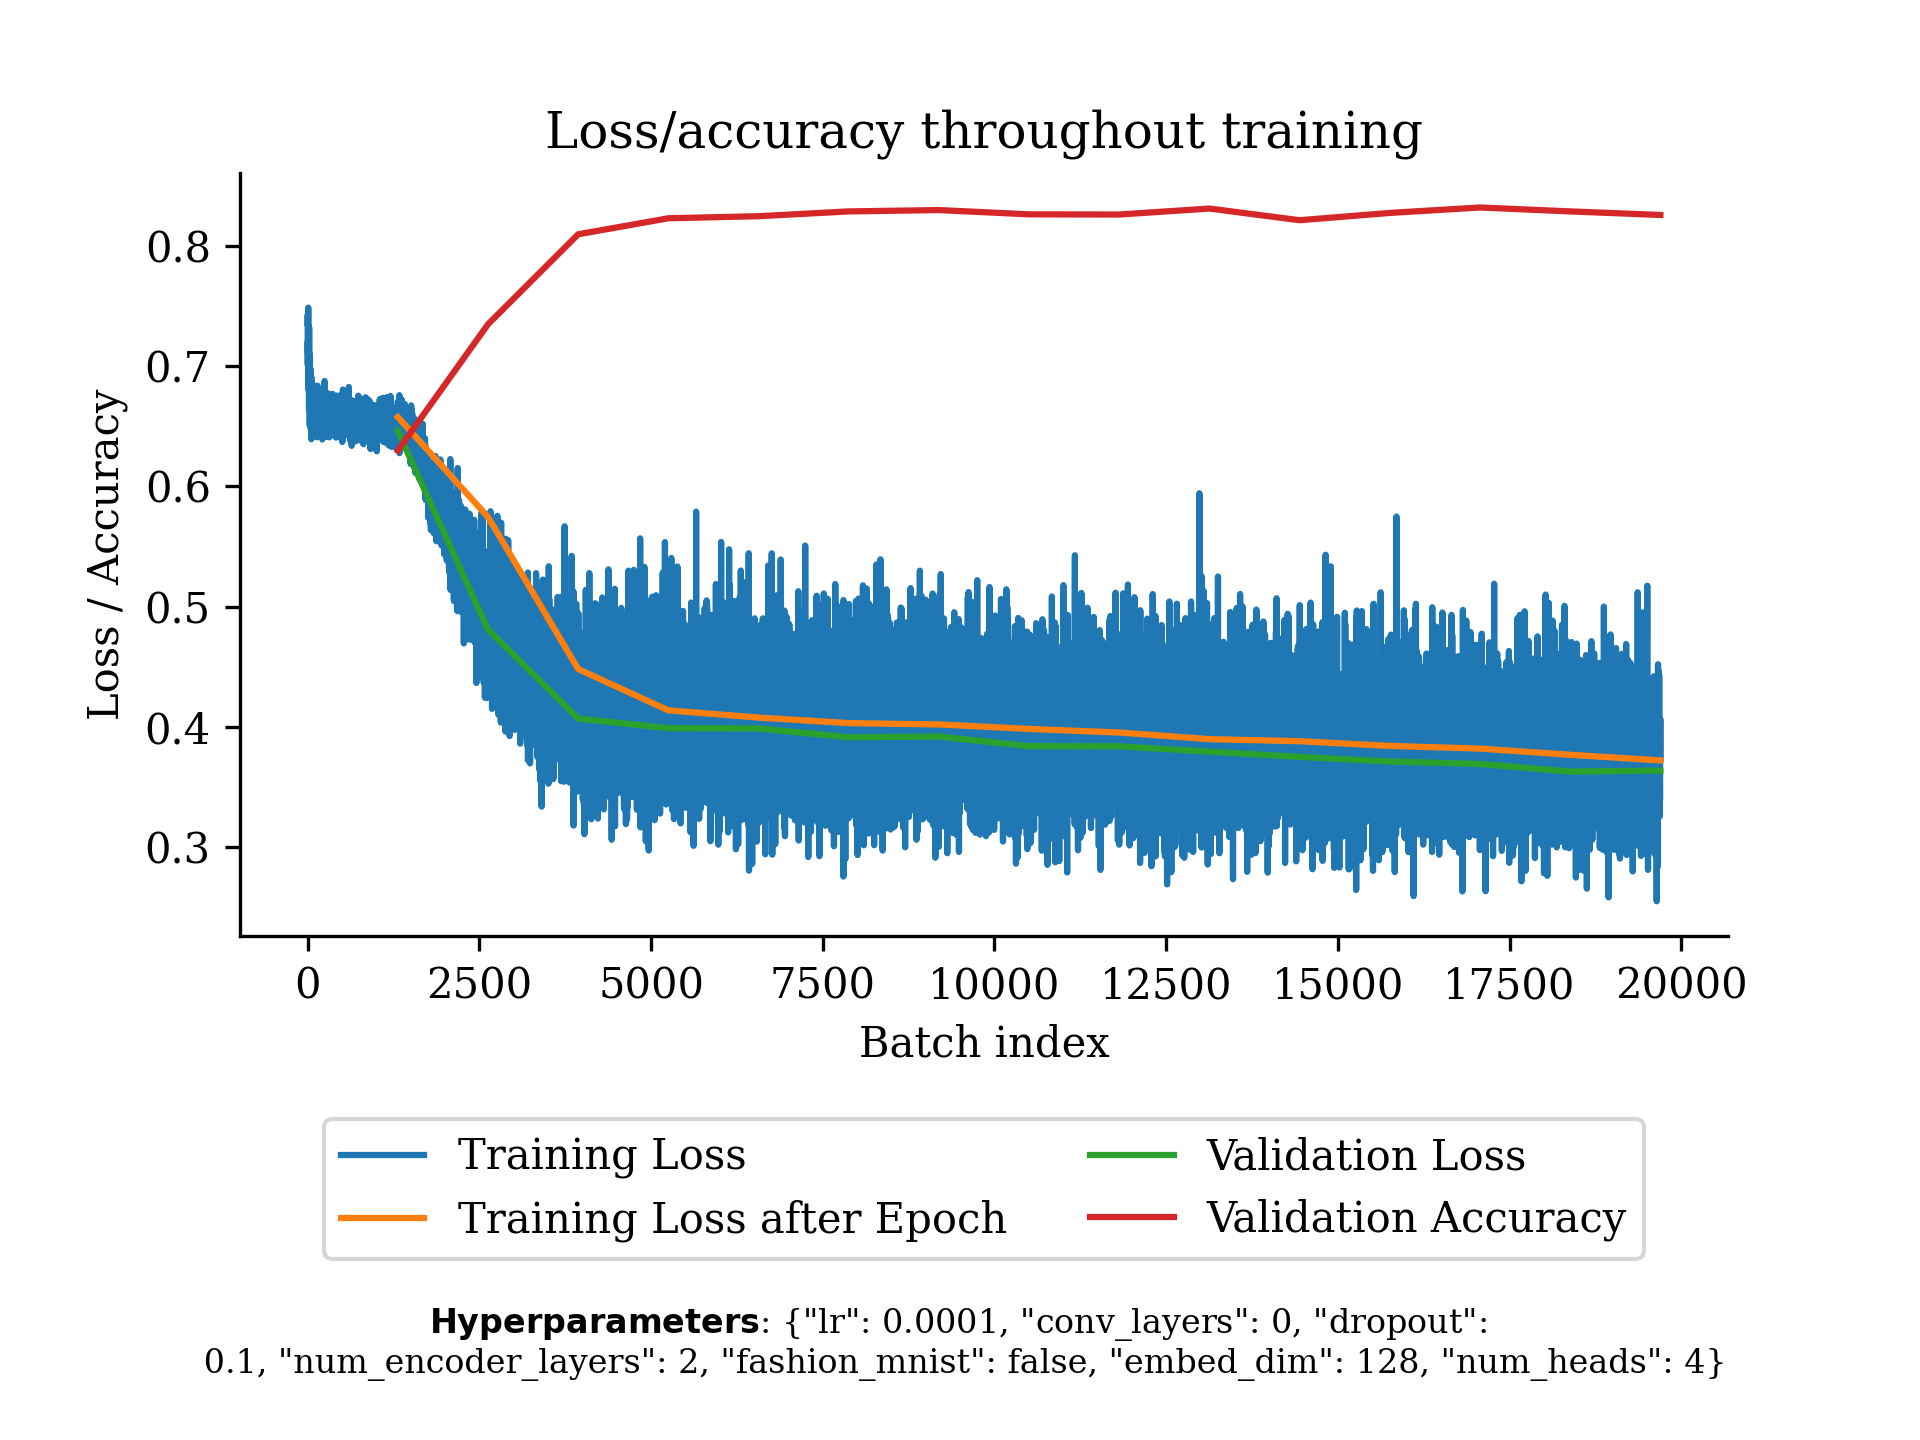 Loss/accuracy throughout training
Loss / Accuracy
0.8
0.7
0.6
0.5
0.4
0.3
0 2500 5000 7500 10000 12500 15000 17500 20000
Batch index
Training Loss Validation Loss
Training Loss after Epoch Validation Accuracy
Hyperparameters: {"lr": 0.0001, "conv_layers": 0, "dropout":
0.1, "num_encoder_layers": 2, "fashion_mnist": false, "embed_dim": 128, "num_heads": 4}